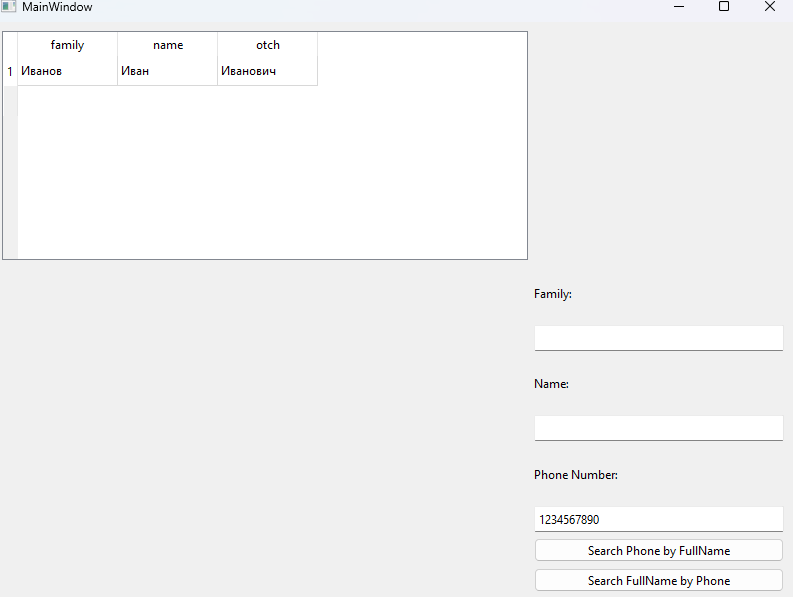 MainWindow
family name otch
1 Иванов Иван Иванович
Family:
Name:
Phone Number:
1234567890
Search Phone by FullName
Search FullName by Phone